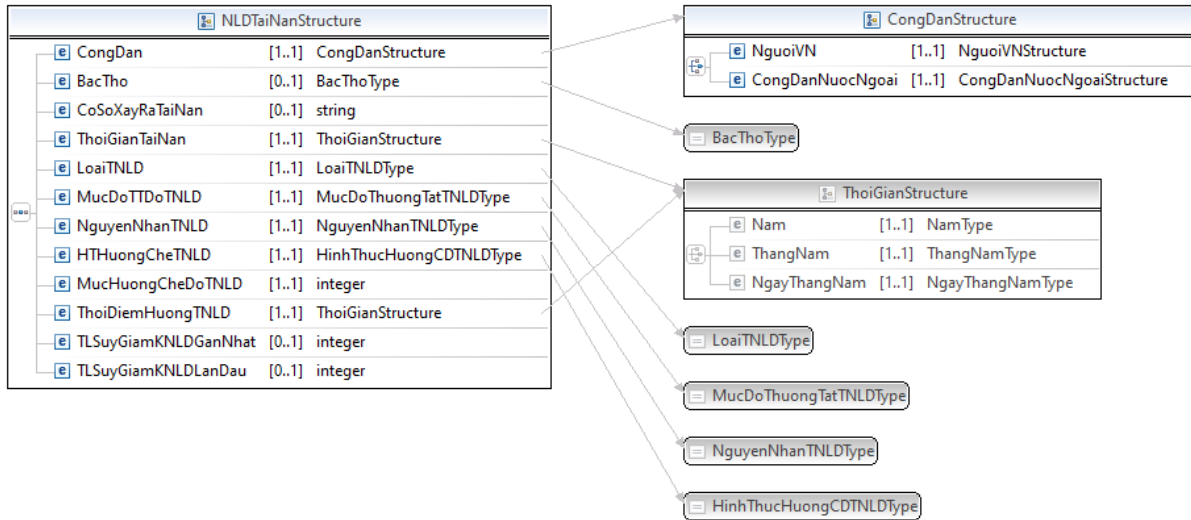 NLDTaiNanStructure
e CongDan [1..1] CongDanStructure
e BacTho [0..1] BacThoType
e CoSoXayRaTaiNan [0..1] string
e ThoiGianTaiNan [1..1] ThoiGianStructure
e LoaiTNLD [1..1] LoaiTNLDType
e MucDoTTDoTNLD [1..1] MucDoThuongTatTNLDType
e NguyenNhanTNLD [1..1] NguyenNhanTNLDType
e HTHuongCheTNLD [1..1] HinhThucHuongCDTNLDType
e MucHuongCheDoTNLD [1..1] integer
e ThoiDiemHuongTNLD [1..1] ThoiGianStructure
e TLSuyGiamKNLDGanNhat [0..1] integer
e TLSuyGiamKNLDLanDau [0..1] integer
CongDanStructure
e NguoiVN [1..1] NguoiVNStructure
e CongDanNuocNgoai [1..1] CongDanNuocNgoaiStructure
BacThoType
ThoiGianStructure
e Nam [1..1] NamType
e ThangNam [1..1] ThangNamType
e NgayThangNam [1..1] NgayThangNamType
LoaiTNLDType
MucDoThuongTatTNLDType
NguyenNhanTNLDType
HinhThucHuongCDTNLDType